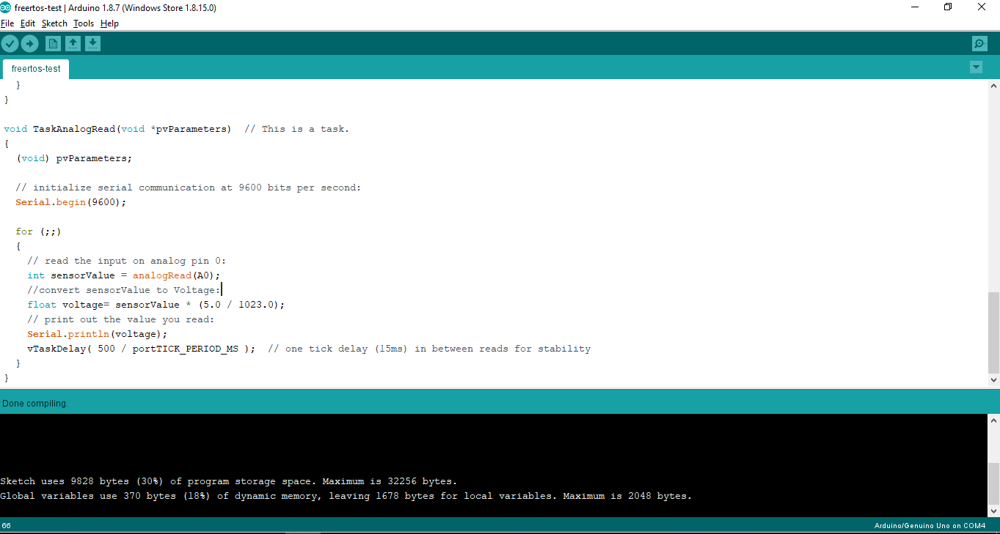 freertos-test | Arduino 1.8.7 (Windows Store 1.8.15.0)
File Edit Sketch Tools Help
freertos-test
}
}
void TaskAnalogRead(void *pvParameters)  // This is a task.
{
  (void) pvParameters;
  // initialize serial communication at 9600 bits per second:
  Serial.begin(9600);
  for (;;)
  {
    // read the input on analog pin 0:
    int sensorValue = analogRead(A0);
    //convert sensorValue to Voltage:
    float voltage= sensorValue * (5.0 / 1023.0);
    // print out the value you read:
    Serial.println(voltage);
    vTaskDelay( 500 / portTICK_PERIOD_MS );  // one tick delay (15ms) in between reads for stability
  }
}
Done compiling.
Sketch uses 9828 bytes (30%) of program storage space. Maximum is 32256 bytes.
Global variables use 370 bytes (18%) of dynamic memory, leaving 1678 bytes for local variables. Maximum is 2048 bytes.
66 Arduino/Genuino Uno on COM4